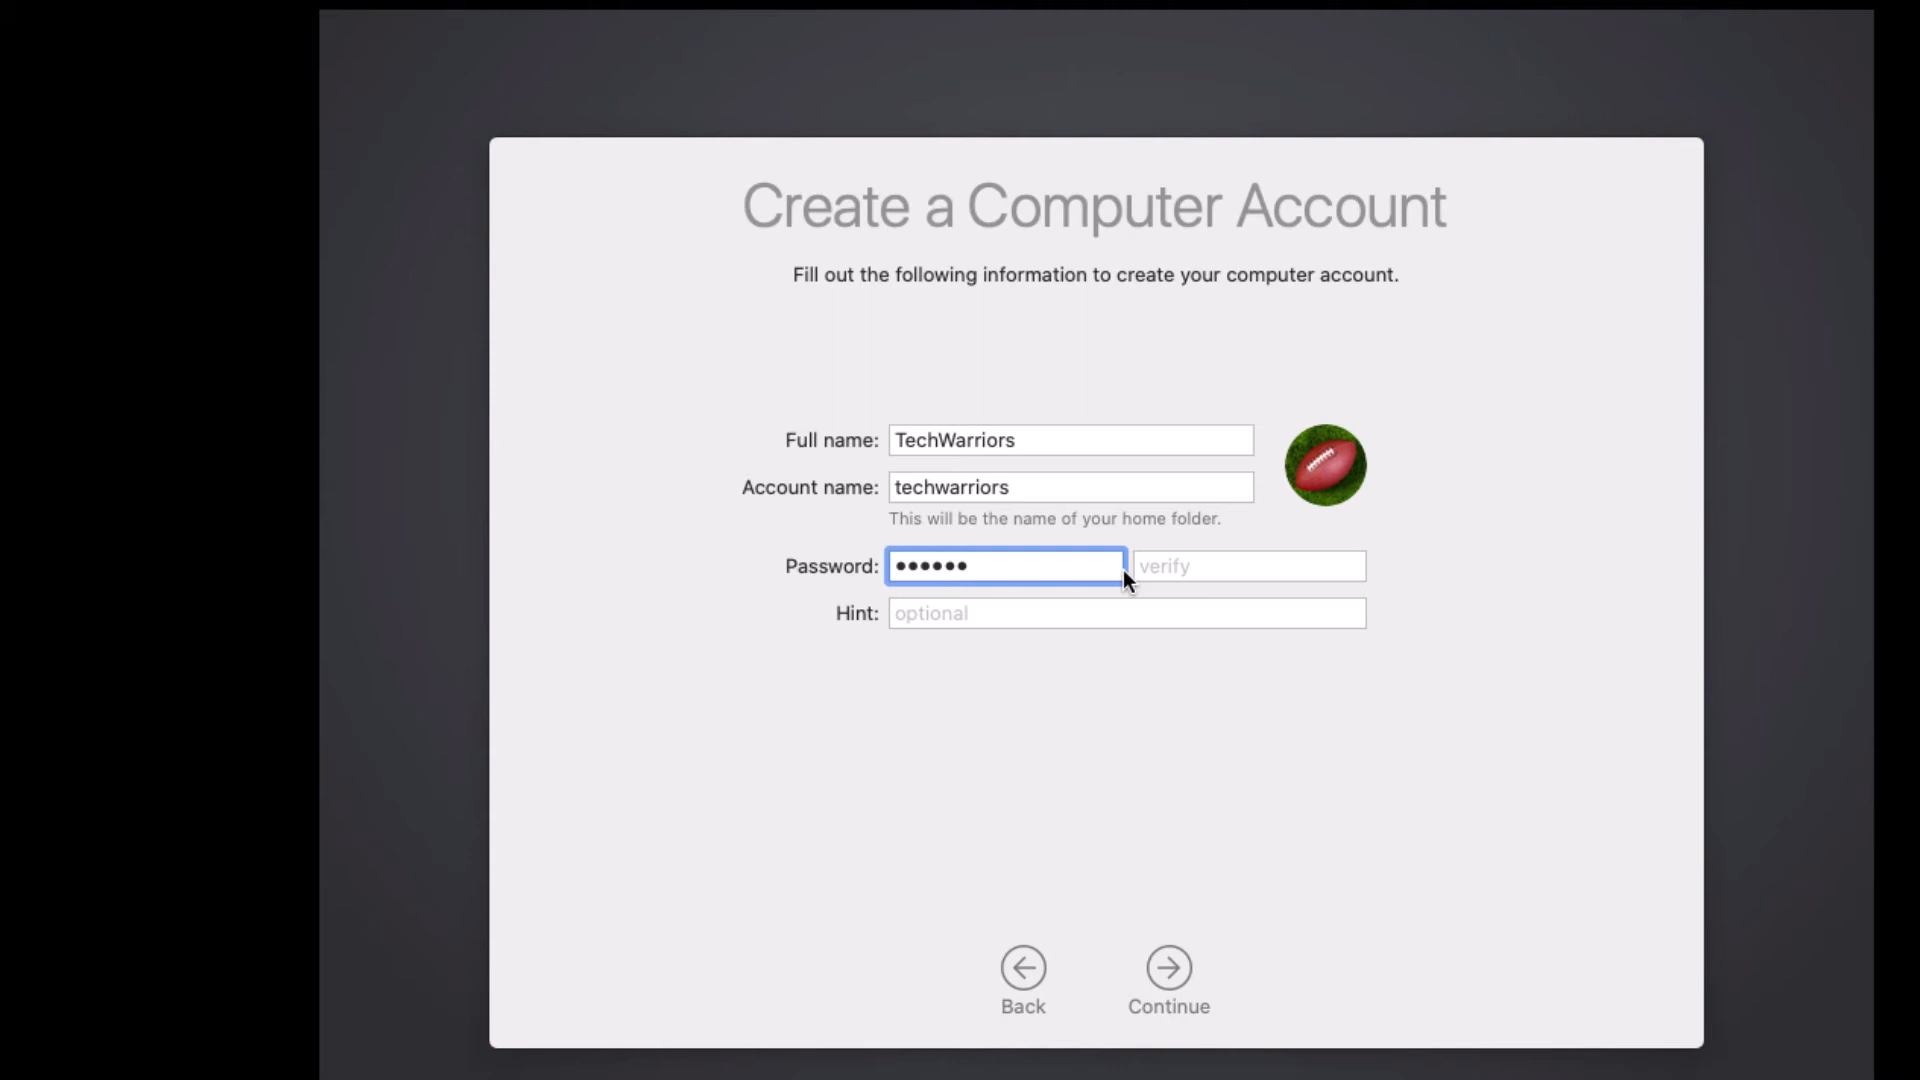 Create a Computer Account
Fill out the following information to create your computer account.
Full name: TechWarriors
Account name: techwarriors
This will be the name of your home folder.
Password: •••••• verify
Hint: optional
Back Continue